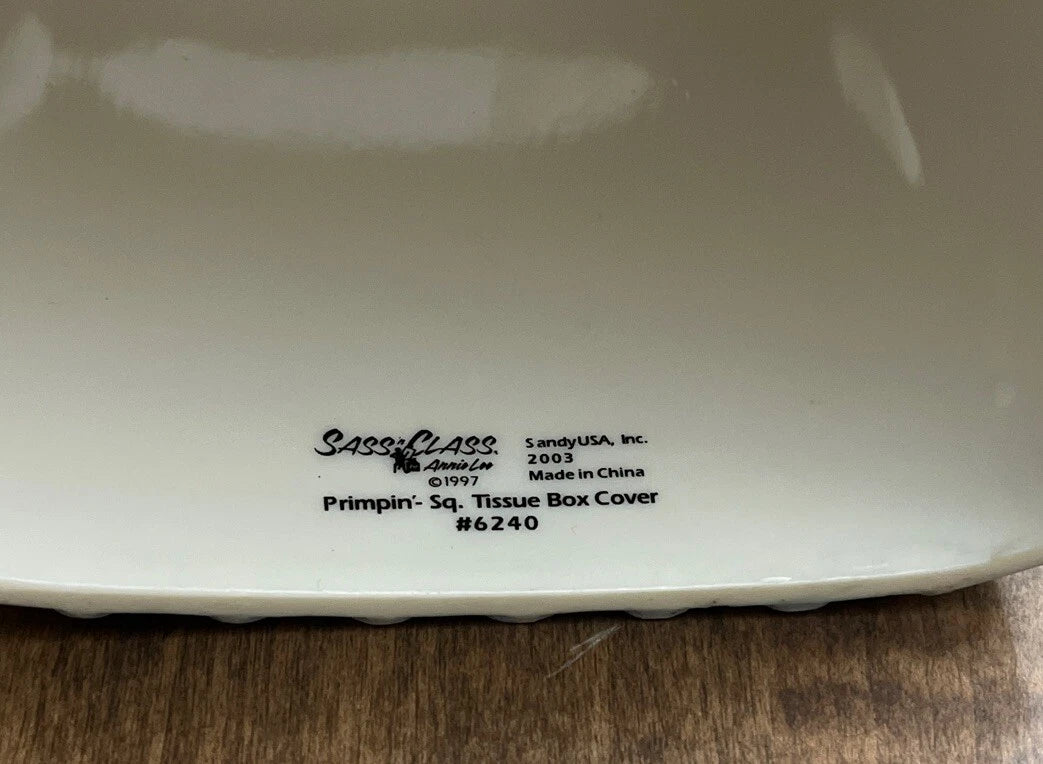 SASS 'N CLASS.
Annie Lee
©1997
SandyUSA, Inc.
2003
Made in China
Primpin'- Sq. Tissue Box Cover
#6240